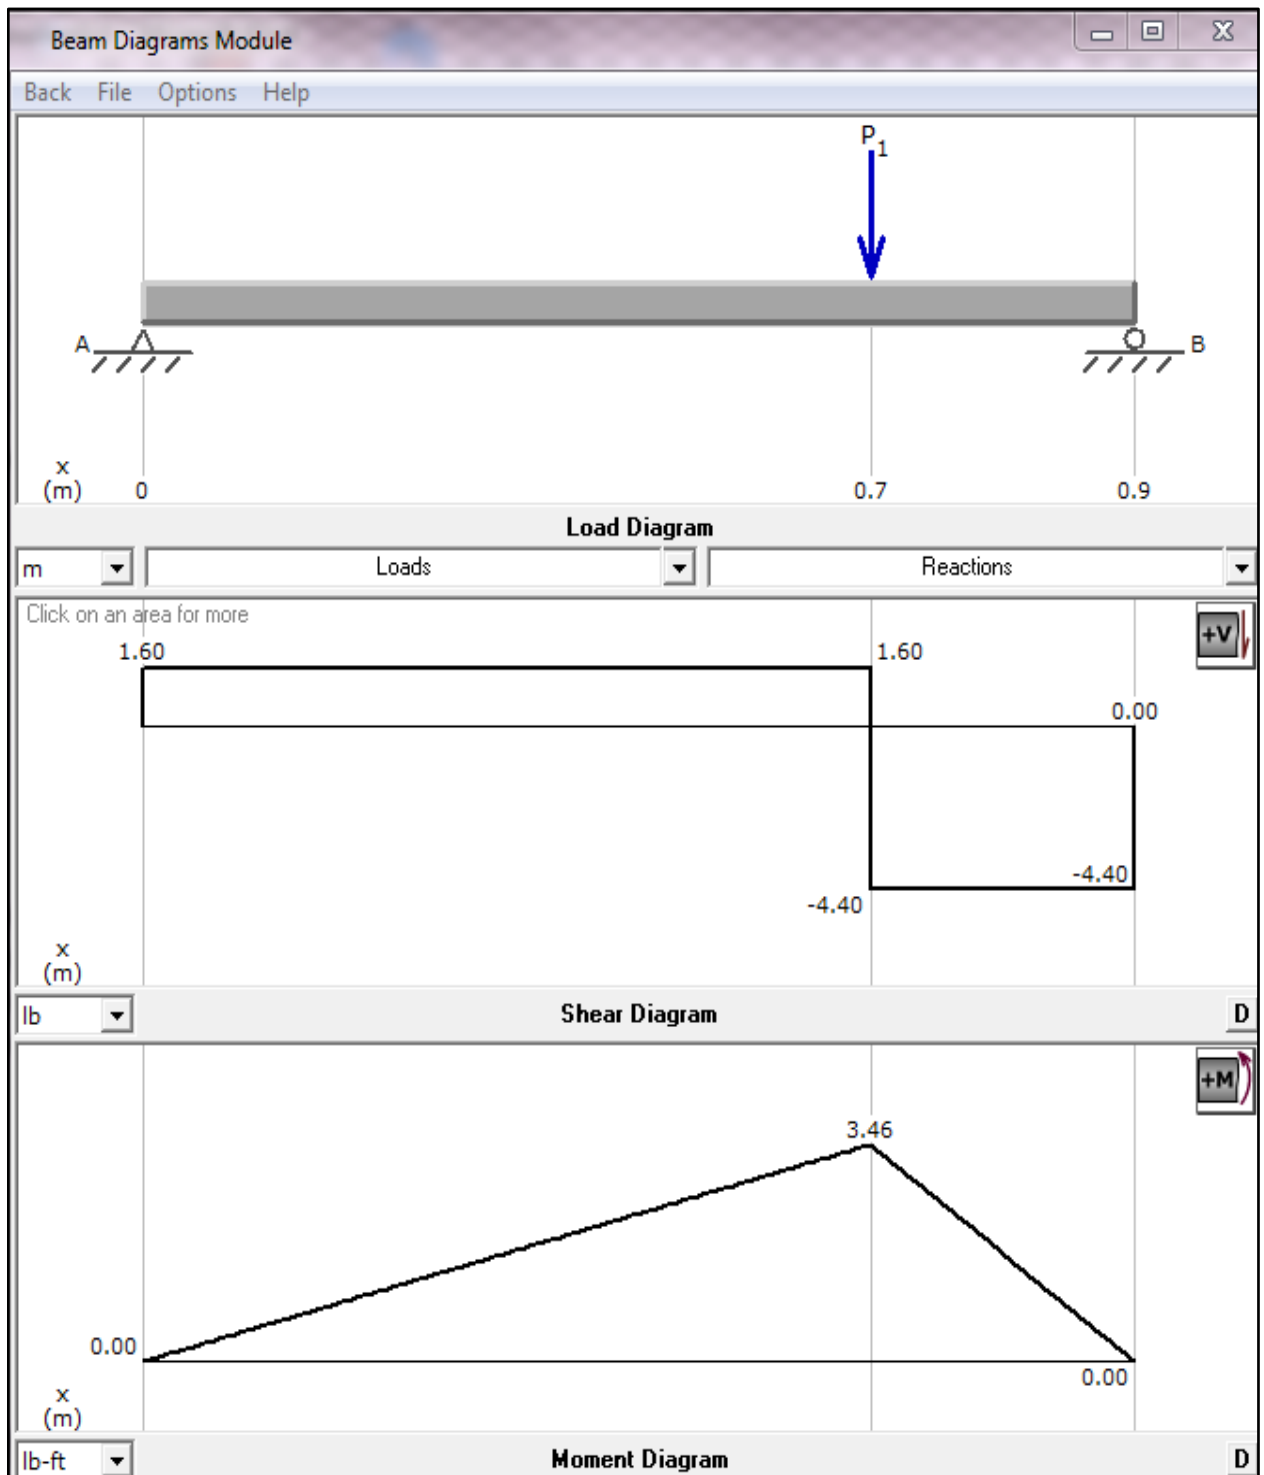 Beam Diagrams Module
Back File Options Help
P1
A
B
x
(m) 0 0.7 0.9
Load Diagram
m Loads Reactions
Click on an area for more
+V
1.60 1.60
0.00
-4.40
-4.40
x
(m)
lb Shear Diagram D
+M
3.46
0.00
0.00
x
(m)
lb-ft Moment Diagram D